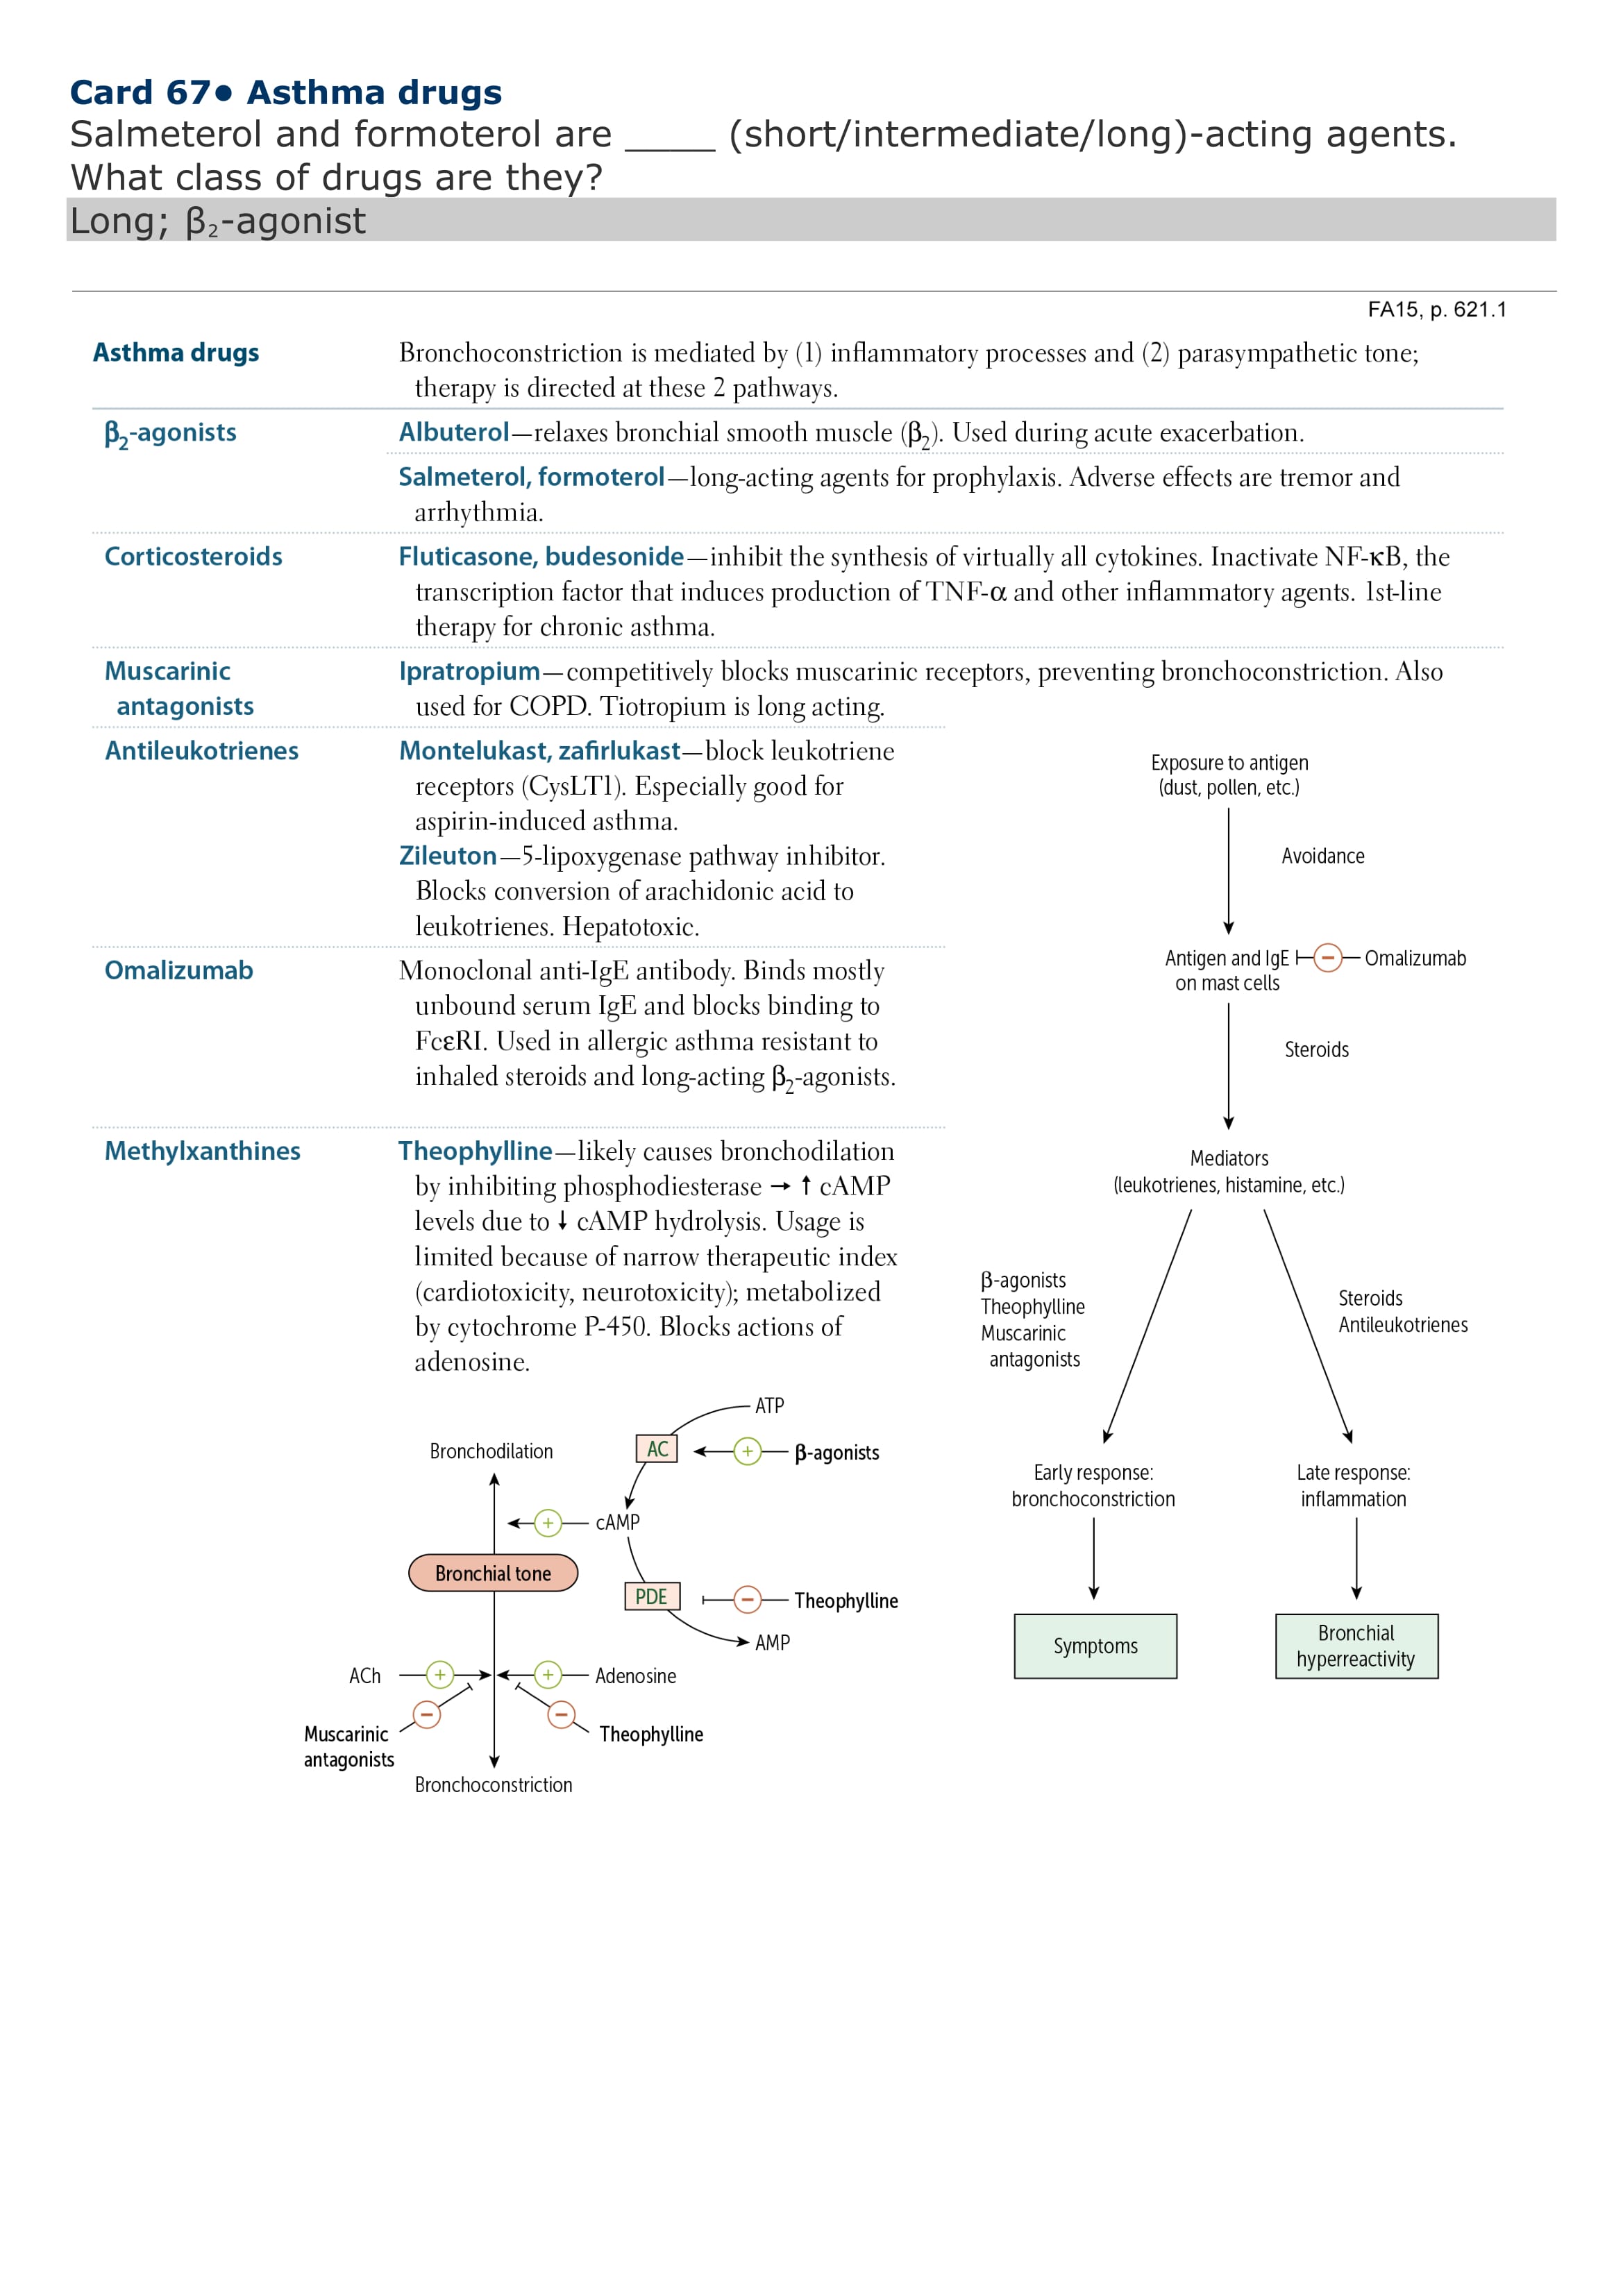 Card 67● Asthma drugs
Salmeterol and formoterol are _____ (short/intermediate/long)-acting agents.
What class of drugs are they?
Long; β₂-agonist
FA15, p. 621.1
Asthma drugs
Bronchoconstriction is mediated by (1) inflammatory processes and (2) parasympathetic tone;
therapy is directed at these 2 pathways.
β₂-agonists
Albuterol—relaxes bronchial smooth muscle (β₂). Used during acute exacerbation.
Salmeterol, formoterol—long-acting agents for prophylaxis. Adverse effects are tremor and
arrhythmia.
Corticosteroids
Fluticasone, budesonide—inhibit the synthesis of virtually all cytokines. Inactivate NF-κB, the
transcription factor that induces production of TNF-α and other inflammatory agents. 1st-line
therapy for chronic asthma.
Muscarinic
antagonists
Ipratropium—competitively blocks muscarinic receptors, preventing bronchoconstriction. Also
used for COPD. Tiotropium is long acting.
Antileukotrienes
Montelukast, zafirlukast—block leukotriene
receptors (CysLT1). Especially good for
aspirin-induced asthma.
Zileuton—5-lipoxygenase pathway inhibitor.
Blocks conversion of arachidonic acid to
leukotrienes. Hepatotoxic.
Omalizumab
Monoclonal anti-IgE antibody. Binds mostly
unbound serum IgE and blocks binding to
FcεRI. Used in allergic asthma resistant to
inhaled steroids and long-acting β₂-agonists.
Methylxanthines
Theophylline—likely causes bronchodilation
by inhibiting phosphodiesterase → ↑ cAMP
levels due to ↓ cAMP hydrolysis. Usage is
limited because of narrow therapeutic index
(cardiotoxicity, neurotoxicity); metabolized
by cytochrome P-450. Blocks actions of
adenosine.
ATP
Bronchodilation
AC
+
β-agonists
+
cAMP
Bronchial tone
PDE
−
Theophylline
AMP
ACh
+
+
Adenosine
−
−
Muscarinic
antagonists
Theophylline
Bronchoconstriction
Exposure to antigen
(dust, pollen, etc.)
Avoidance
Antigen and IgE
on mast cells
−
Omalizumab
Steroids
Mediators
(leukotrienes, histamine, etc.)
β-agonists
Theophylline
Muscarinic
antagonists
Steroids
Antileukotrienes
Early response:
bronchoconstriction
Late response:
inflammation
Symptoms
Bronchial
hyperreactivity